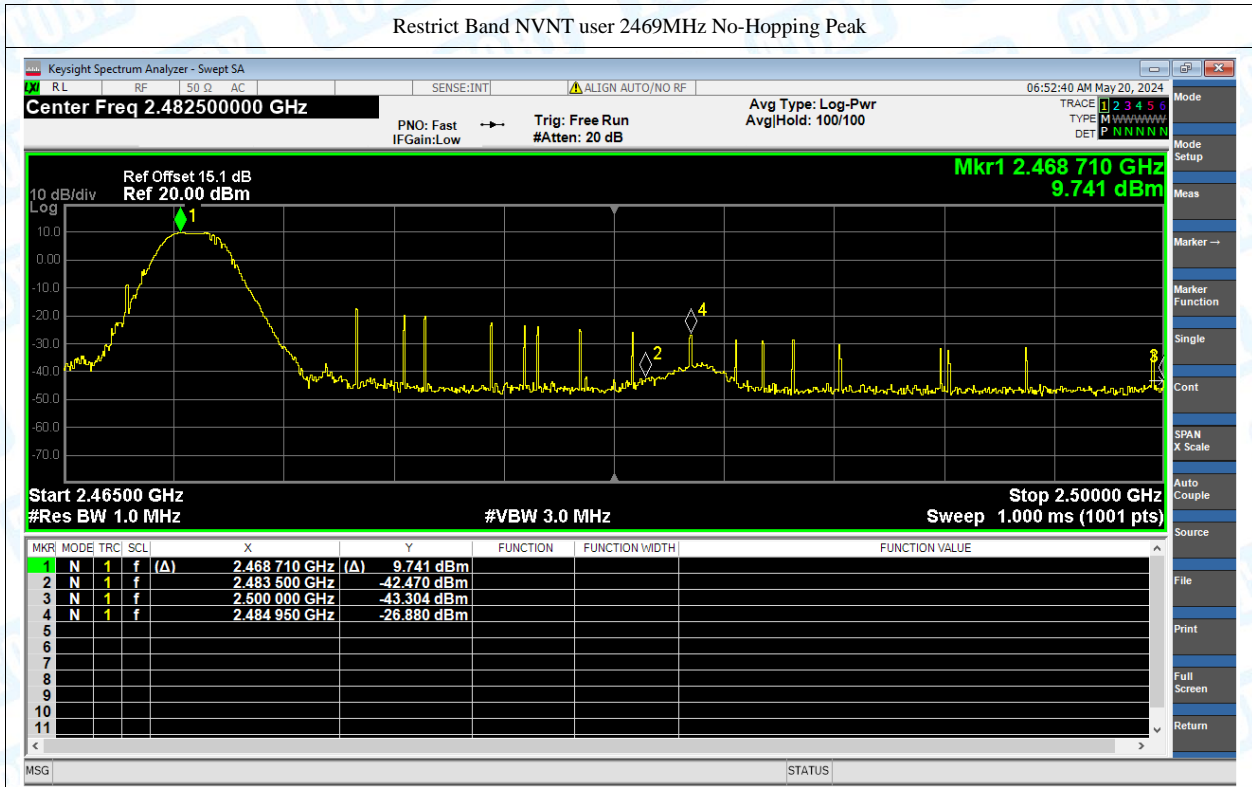 Restrict Band NVNT user 2469MHz No-Hopping Peak
Keysight Spectrum Analyzer - Swept SA
LXI RL RF 50 Ω AC SENSE:INT ALIGN AUTO/NO RF 06:52:40 AM May 20, 2024
Center Freq 2.482500000 GHz
PNO: Fast
IFGain:Low
Trig: Free Run
#Atten: 20 dB
Avg Type: Log-Pwr
Avg|Hold: 100/100
TRACE 1 2 3 4 5 6
TYPE M WWWWW
DET P N N N N N
Mkr1 2.468 710 GHz
9.741 dBm
Ref Offset 15.1 dB
10 dB/div Ref 20.00 dBm
Log
10.0
0.00
-10.0
-20.0
-30.0
-40.0
-50.0
-60.0
-70.0
1
2
3
4
Start 2.46500 GHz Stop 2.50000 GHz
#Res BW 1.0 MHz #VBW 3.0 MHz Sweep 1.000 ms (1001 pts)
MKR MODE TRC SCL X Y FUNCTION FUNCTION WIDTH FUNCTION VALUE
1 N 1 f (Δ) 2.468 710 GHz (Δ) 9.741 dBm
2 N 1 f 2.483 500 GHz -42.470 dBm
3 N 1 f 2.500 000 GHz -43.304 dBm
4 N 1 f 2.484 950 GHz -26.880 dBm
5
6
7
8
9
10
11
MSG STATUS
Mode
Mode
Setup
Meas
Marker →
Marker
Function
Single
Cont
SPAN
X Scale
Auto
Couple
Source
File
Print
Full
Screen
Return
TOBY